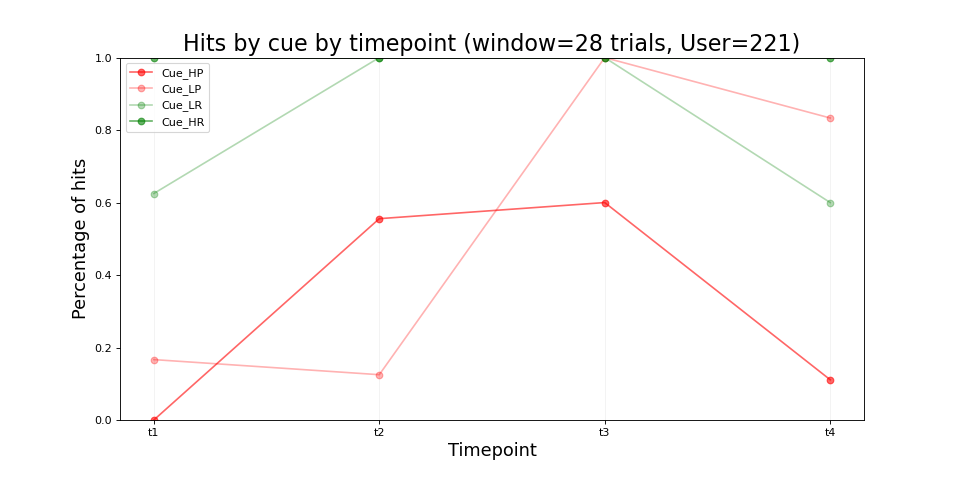 Hits by cue by timepoint (window=28 trials, User=221)
Percentage of hits
1.0
0.8
0.6
0.4
0.2
0.0
Cue_HP
Cue_LP
Cue_LR
Cue_HR
t1 t2 t3 t4
Timepoint